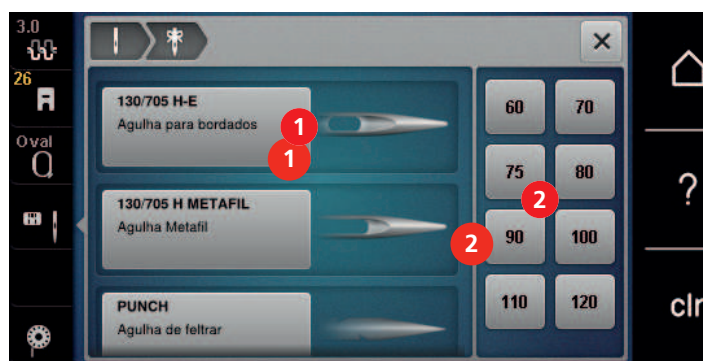 3.0
26
Oval
130/705 H-E
Agulha para bordados
1
1
130/705 H METAFIL
Agulha Metafil
2
PUNCH
Agulha de feltrar
60 70
75 80
2
90 100
110 120
?
clr